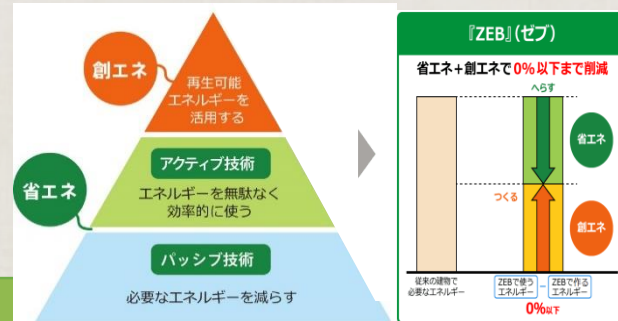 創エネ
再生可能
エネルギーを
活用する
省エネ
アクティブ技術
エネルギーを無駄なく
効率的に使う
パッシブ技術
必要なエネルギーを減らす
『ZEB』(ゼブ)
省エネ+創エネで0%以下まで削減
へらす
省エネ
つくる
創エネ
従来の建物で
必要なエネルギー
ZEBで使う
エネルギー
－
ZEBで作る
エネルギー
0%以下